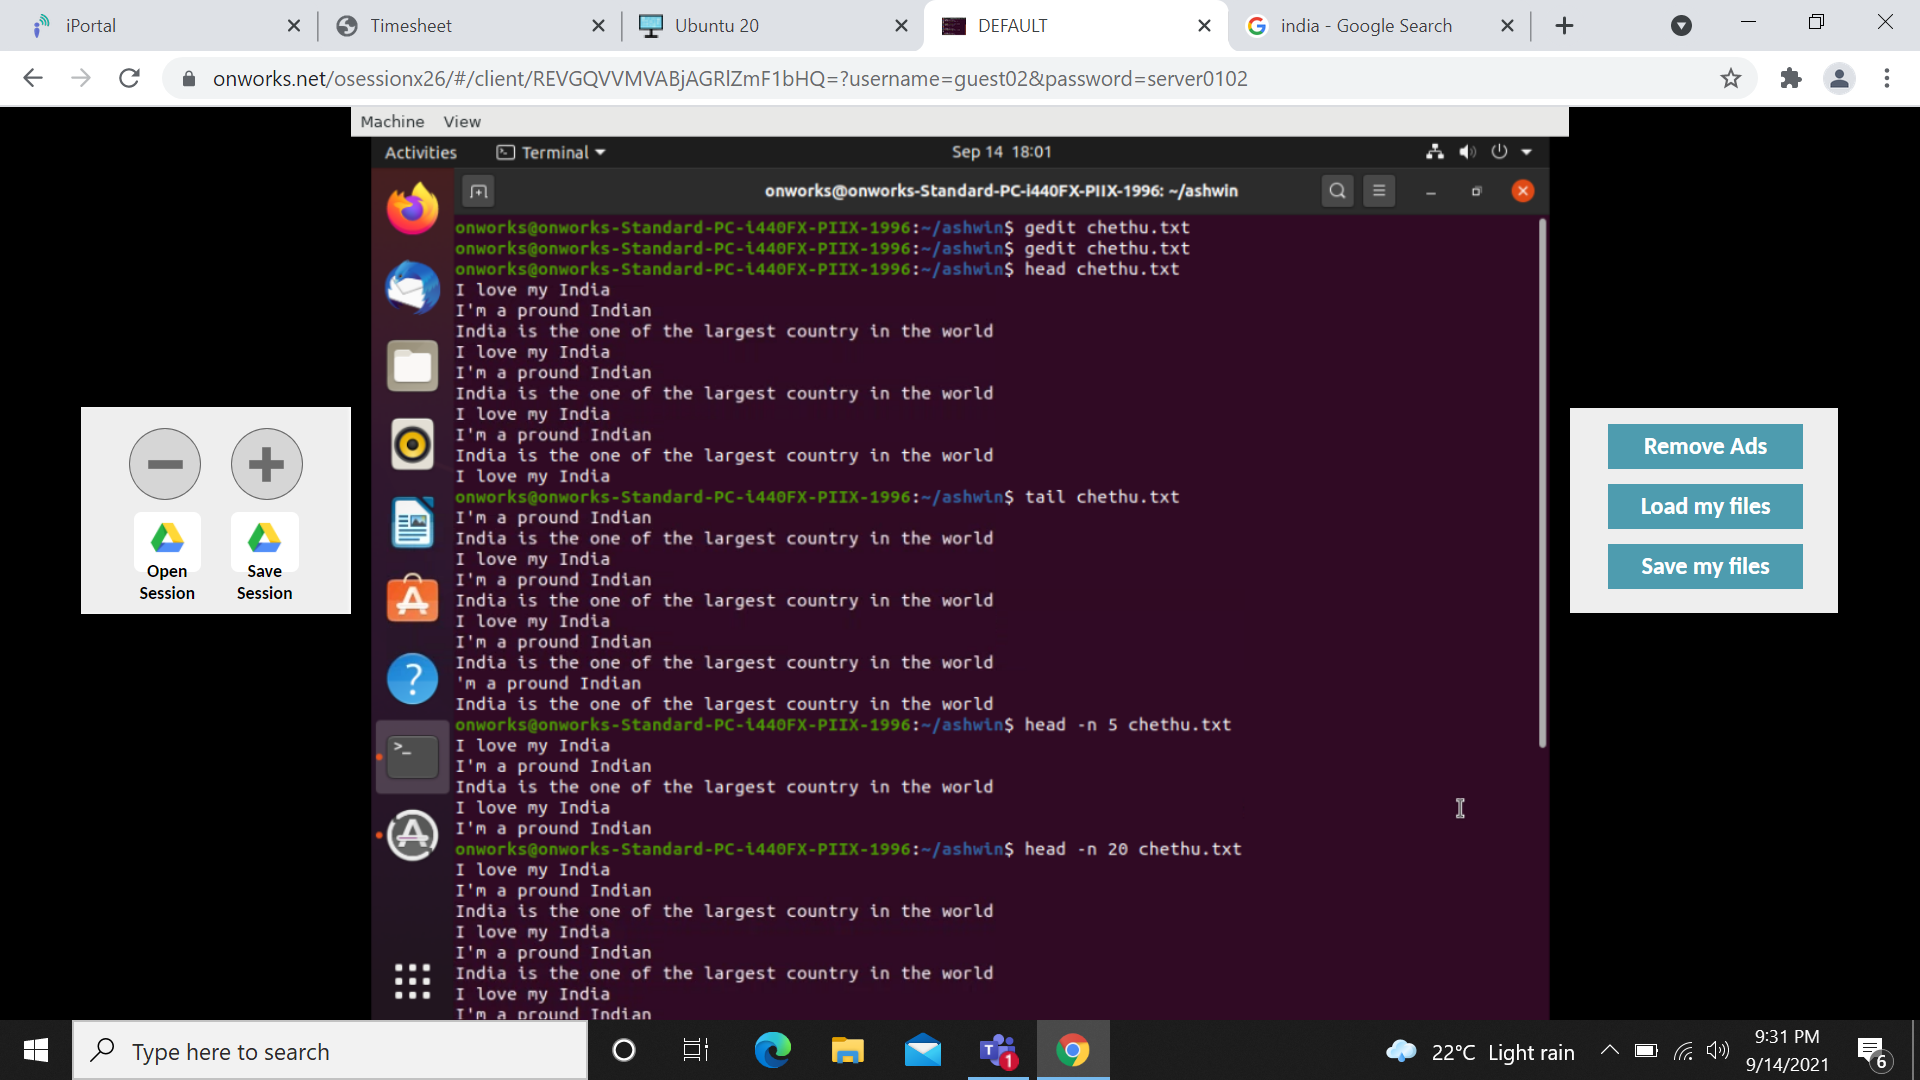 iPortal
Timesheet
Ubuntu 20
DEFAULT
india - Google Search
onworks.net/osessionx26/#/client/REVGQVVMVABjAGRlZmF1bHQ=?username=guest02&password=server0102
Machine View
Activities Terminal Sep 14 18:01
onworks@onworks-Standard-PC-i440FX-PIIX-1996: ~/ashwin
onworks@onworks-Standard-PC-i440FX-PIIX-1996:~/ashwin$ gedit chethu.txt
onworks@onworks-Standard-PC-i440FX-PIIX-1996:~/ashwin$ gedit chethu.txt
onworks@onworks-Standard-PC-i440FX-PIIX-1996:~/ashwin$ head chethu.txt
I love my India
I'm a pround Indian
India is the one of the largest country in the world
I love my India
I'm a pround Indian
India is the one of the largest country in the world
I love my India
I'm a pround Indian
India is the one of the largest country in the world
I love my India
onworks@onworks-Standard-PC-i440FX-PIIX-1996:~/ashwin$ tail chethu.txt
I'm a pround Indian
India is the one of the largest country in the world
I love my India
I'm a pround Indian
India is the one of the largest country in the world
I love my India
I'm a pround Indian
India is the one of the largest country in the world
'm a pround Indian
India is the one of the largest country in the world
onworks@onworks-Standard-PC-i440FX-PIIX-1996:~/ashwin$ head -n 5 chethu.txt
I love my India
I'm a pround Indian
India is the one of the largest country in the world
I love my India
I'm a pround Indian
onworks@onworks-Standard-PC-i440FX-PIIX-1996:~/ashwin$ head -n 20 chethu.txt
I love my India
I'm a pround Indian
India is the one of the largest country in the world
I love my India
I'm a pround Indian
India is the one of the largest country in the world
I love my India
I'm a pround Indian
Open Session
Save Session
Remove Ads
Load my files
Save my files
Type here to search
T
1
22°C Light rain
9:31 PM
9/14/2021
6